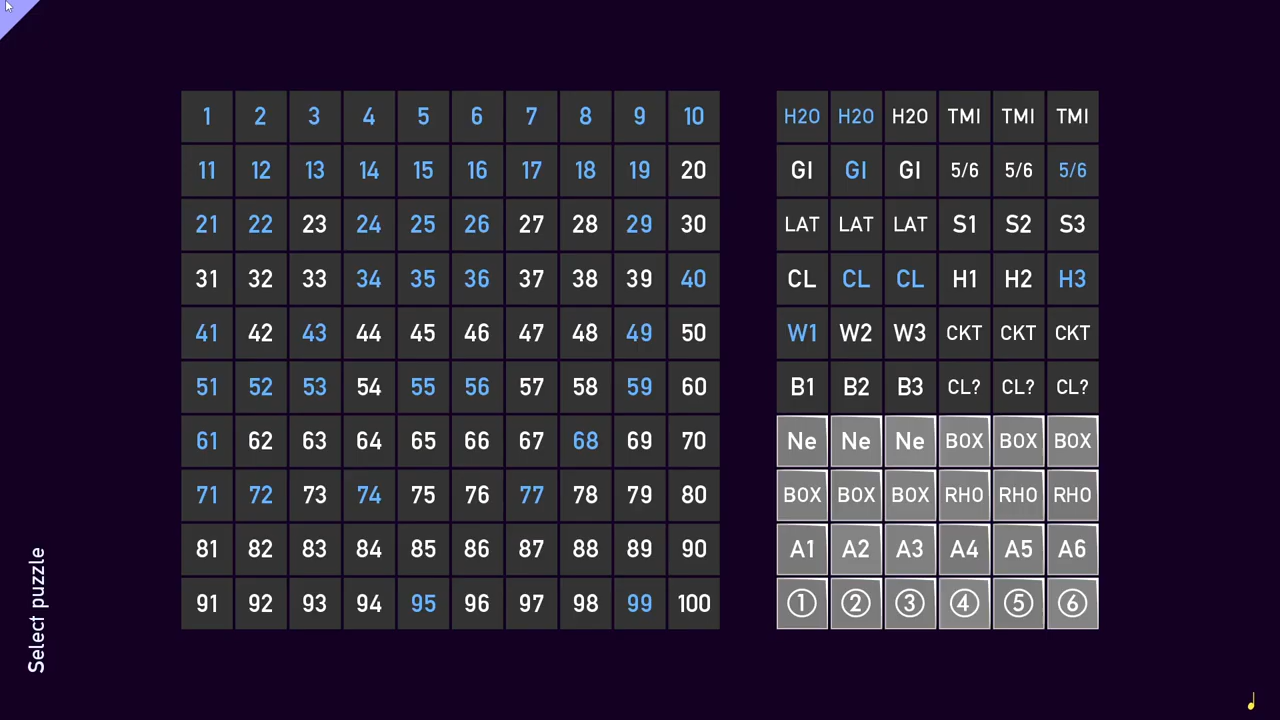 1 2 3 4 5 6 7 8 9 10 H2O H2O H2O TMI TMI TMI
11 12 13 14 15 16 17 18 19 20 GI GI GI 5/6 5/6 5/6
21 22 23 24 25 26 27 28 29 30 LAT LAT LAT S1 S2 S3
31 32 33 34 35 36 37 38 39 40 CL CL CL H1 H2 H3
41 42 43 44 45 46 47 48 49 50 W1 W2 W3 CKT CKT CKT
51 52 53 54 55 56 57 58 59 60 B1 B2 B3 CL? CL? CL?
61 62 63 64 65 66 67 68 69 70 Ne Ne Ne BOX BOX BOX
71 72 73 74 75 76 77 78 79 80 BOX BOX BOX RHO RHO RHO
81 82 83 84 85 86 87 88 89 90 A1 A2 A3 A4 A5 A6
91 92 93 94 95 96 97 98 99 100 ① ② ③ ④ ⑤ ⑥
Select puzzle